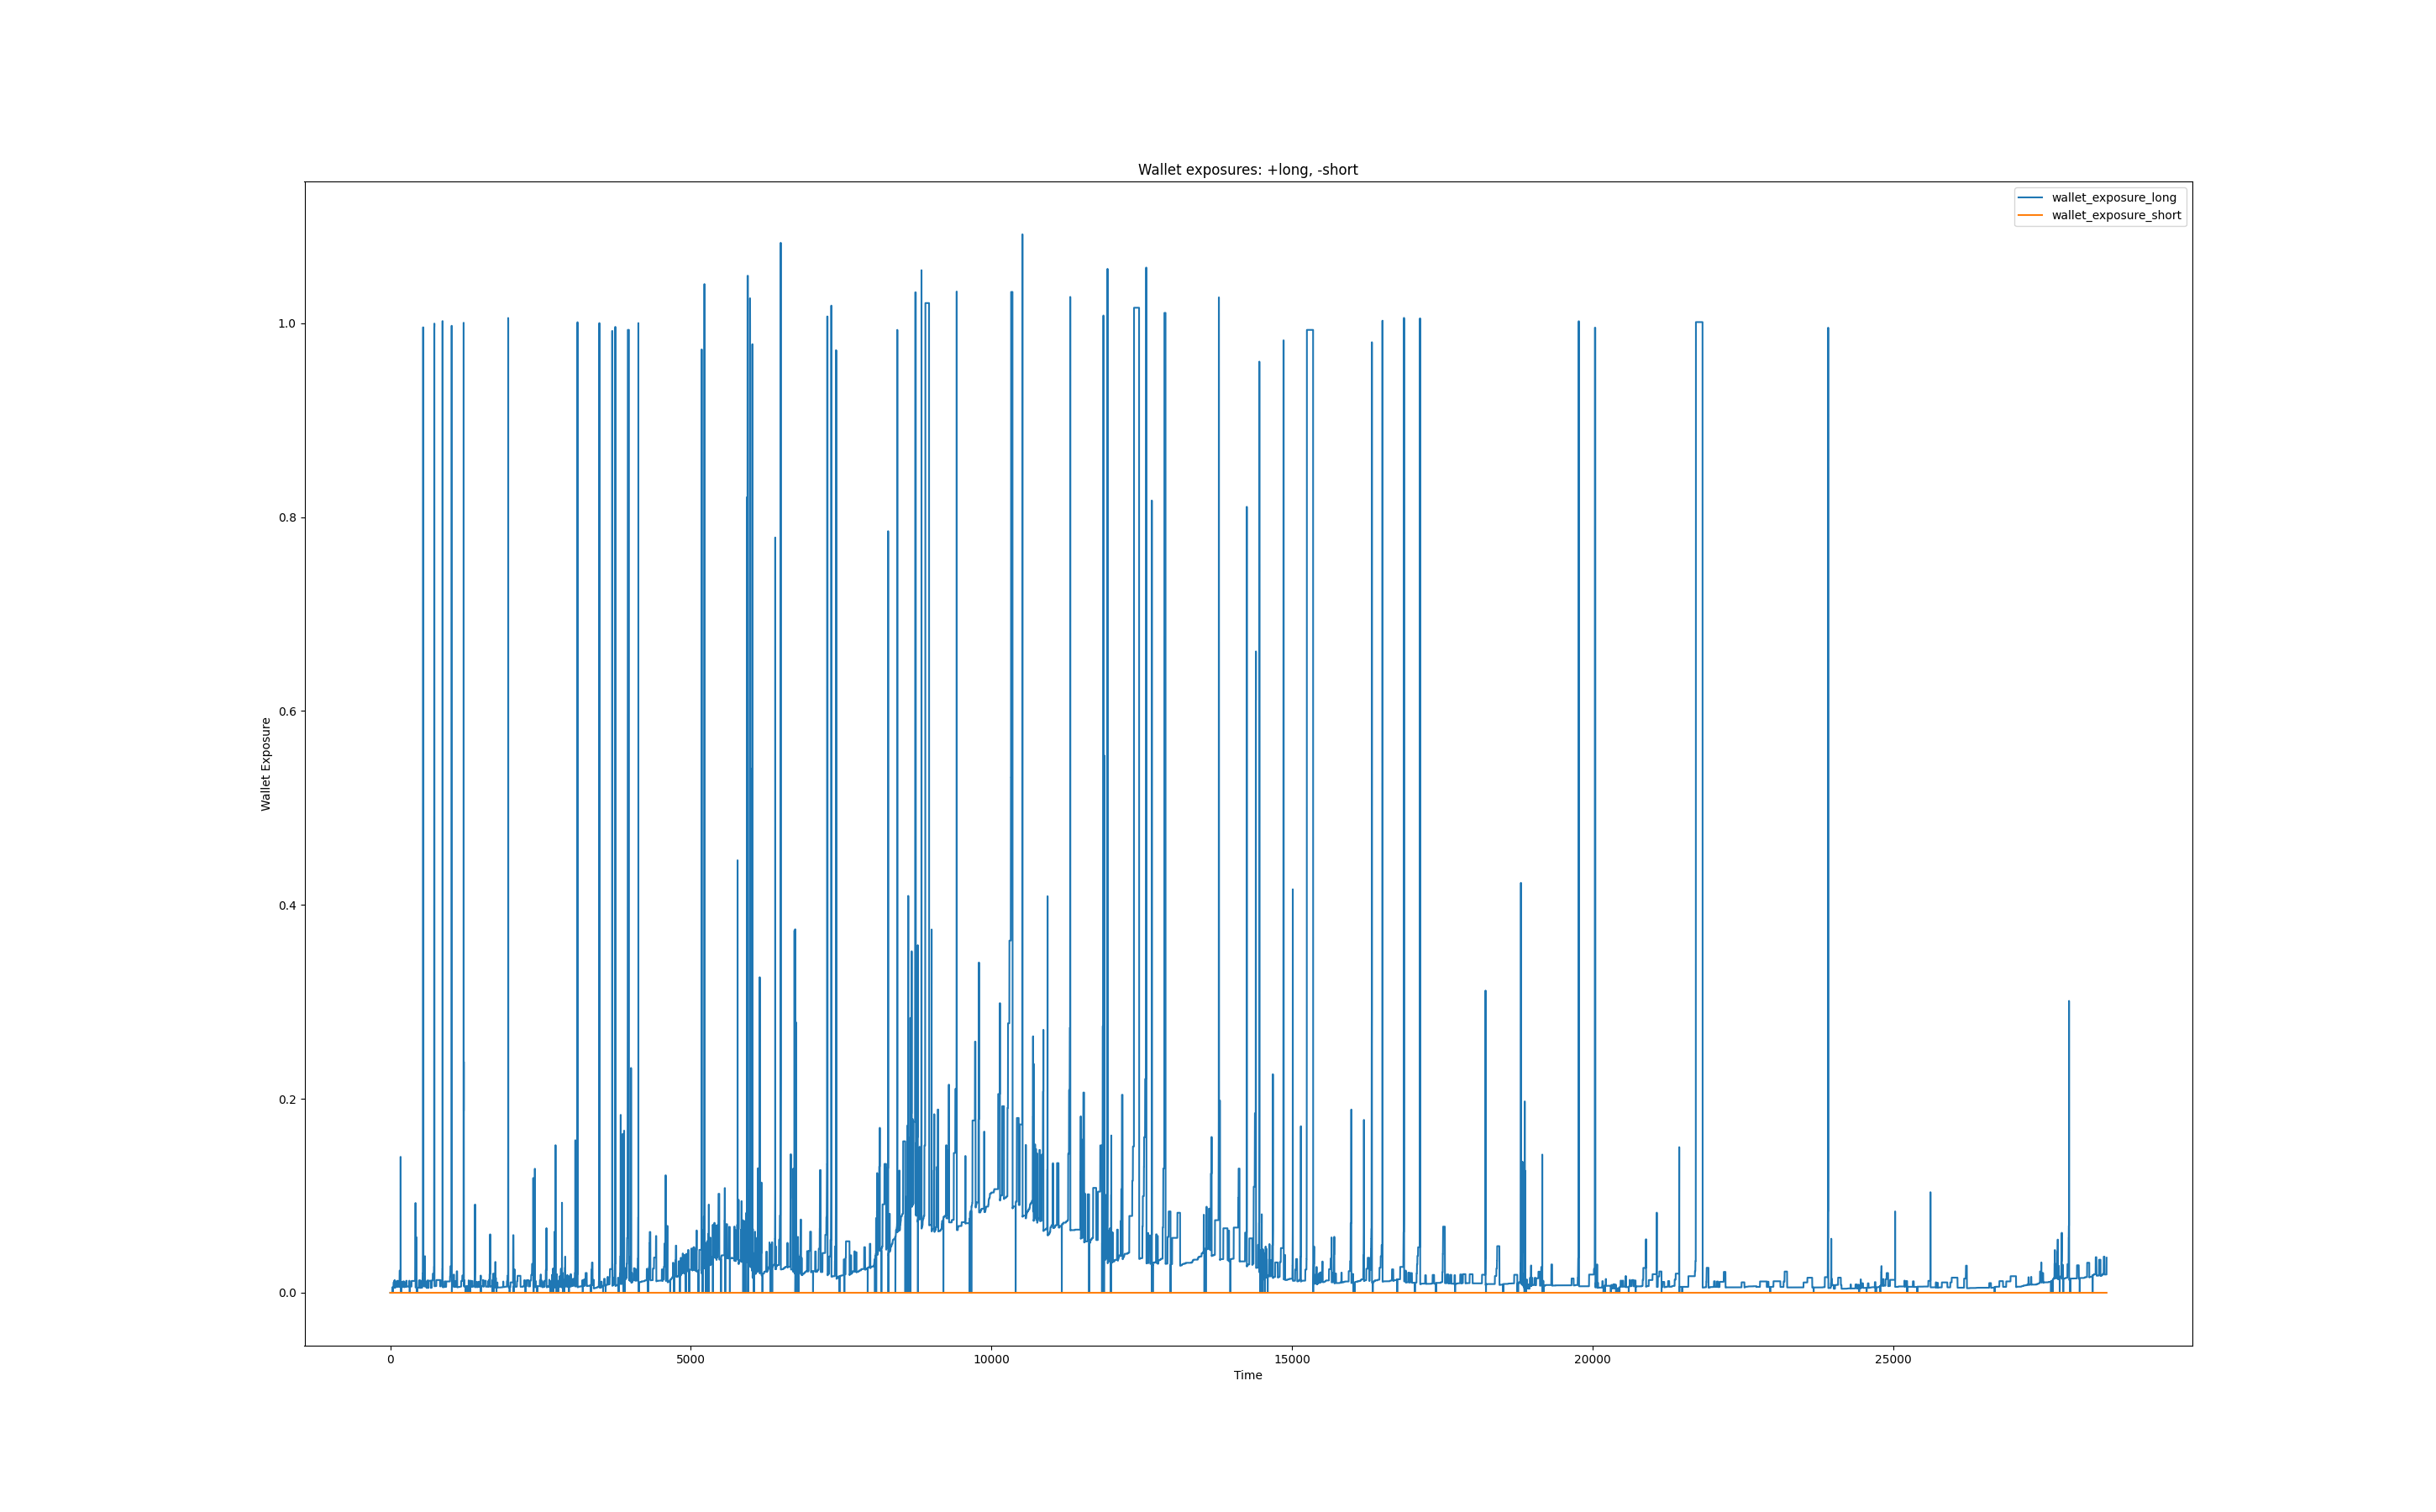 Wallet exposures: +long, -short
wallet_exposure_long
wallet_exposure_short
1.0
0.8
0.6
0.4
0.2
0.0
Wallet Exposure
0 5000 10000 15000 20000 25000
Time